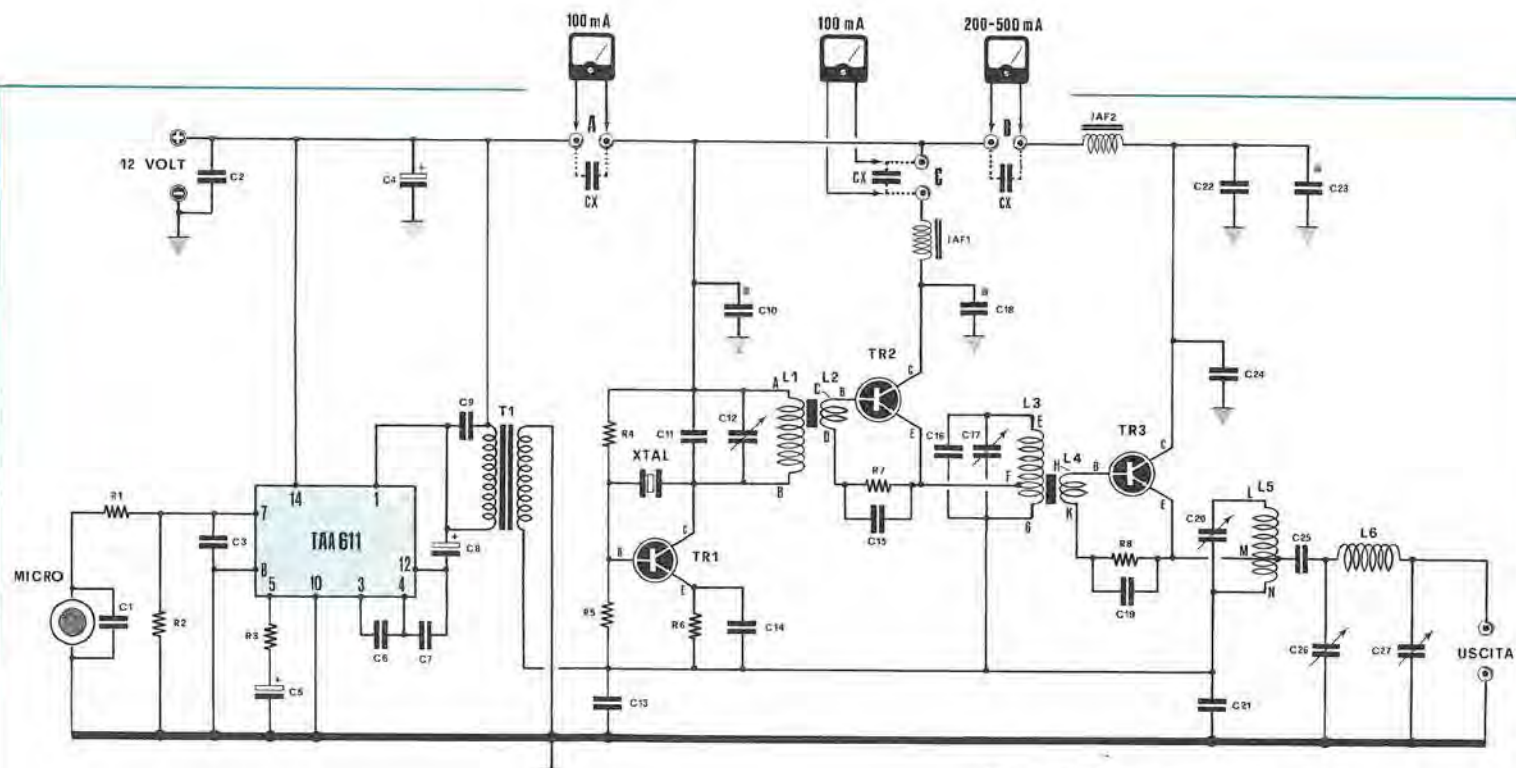 100 mA
100 mA
200-500 mA
A
B
JAF2
12 VOLT
C2
C4
CX
CX
C
CX
C22
C23
JAF1
C10
C18
TR2
C24
C9
T1
A
L1
L2
C
B
C
R4
C11
C12
E
L3
E
TR3
C
XTAL
D
C16
C17
L4
H
B
R1
14
1
B
R7
F
E
L
L5
7
C3
TAA611
C8
C
G
K
C20
MICRO
8
12
B
TR1
C15
R8
M
C25
L6
C1
5
10
3
4
E
N
R2
R3
R5
R6
C14
C19
C6
C7
C26
C27
USCITA
C5
C13
C21